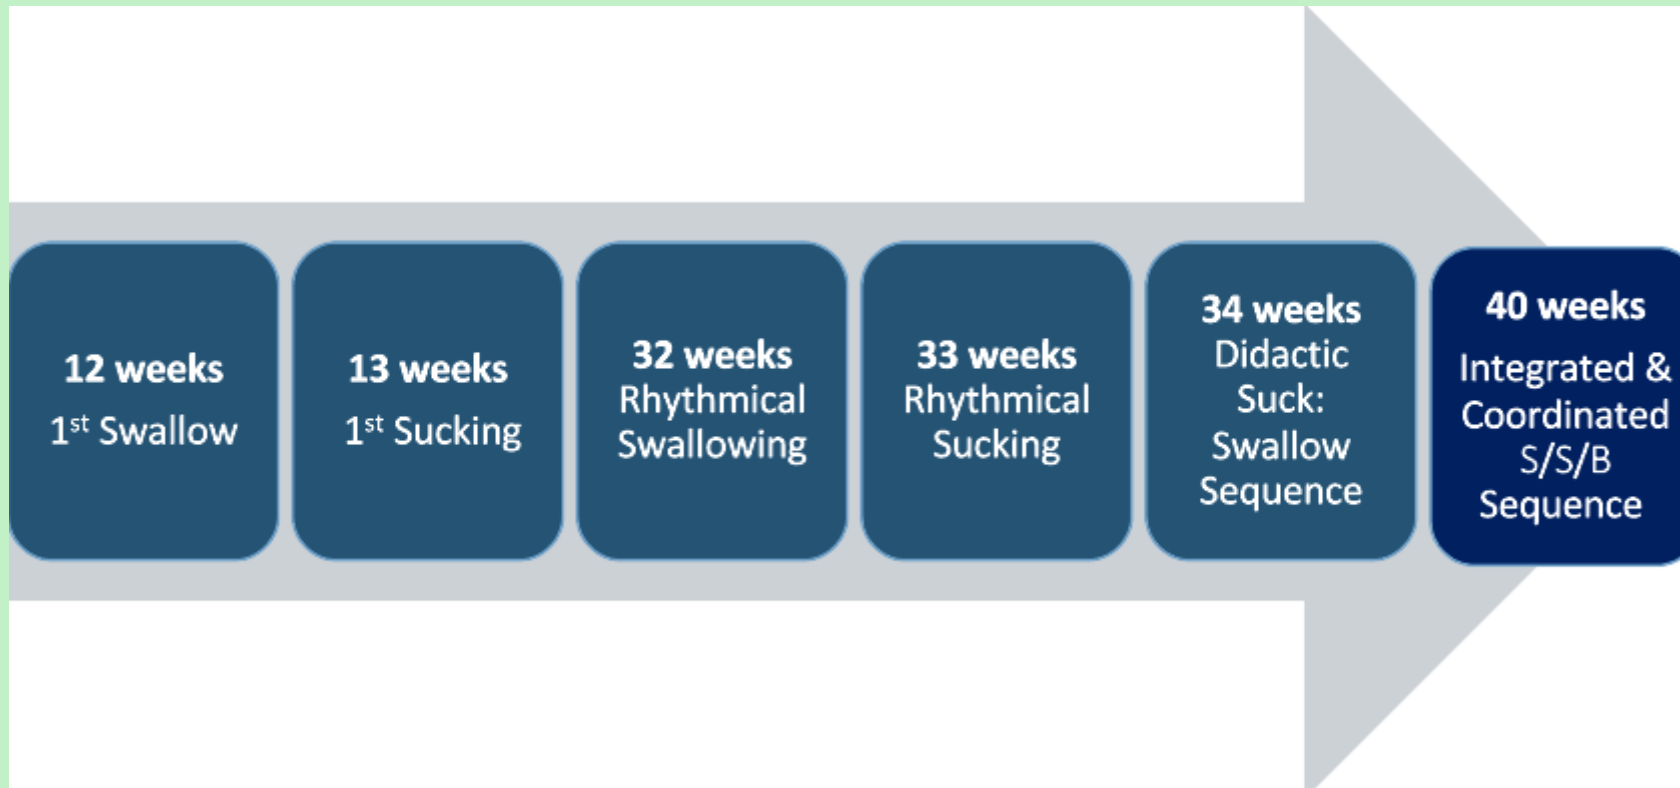 12 weeks
1st Swallow
13 weeks
1st Sucking
32 weeks
Rhythmical
Swallowing
33 weeks
Rhythmical
Sucking
34 weeks
Didactic
Suck:
Swallow
Sequence
40 weeks
Integrated &
Coordinated
S/S/B
Sequence